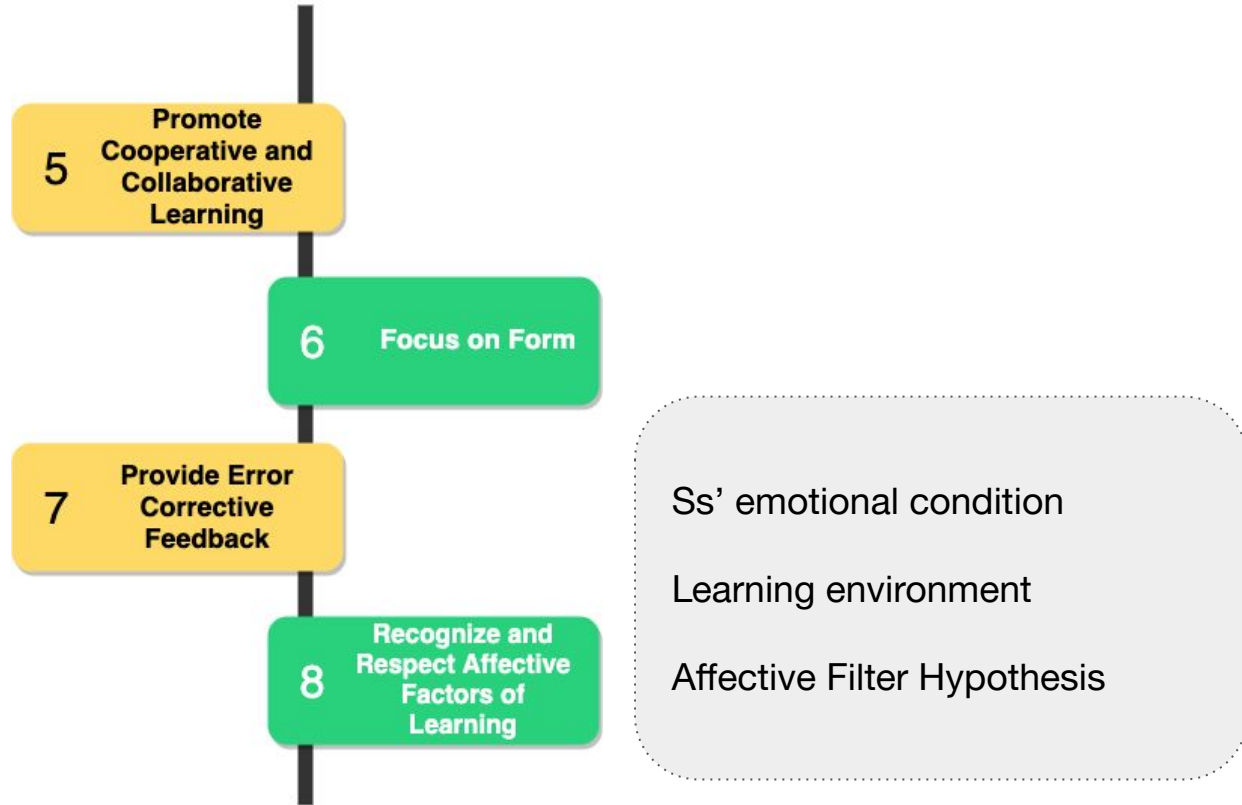 5
Promote
Cooperative and
Collaborative
Learning
6
Focus on Form
7
Provide Error
Corrective
Feedback
8
Recognize and
Respect Affective
Factors of
Learning
Ss’ emotional condition
Learning environment
Affective Filter Hypothesis